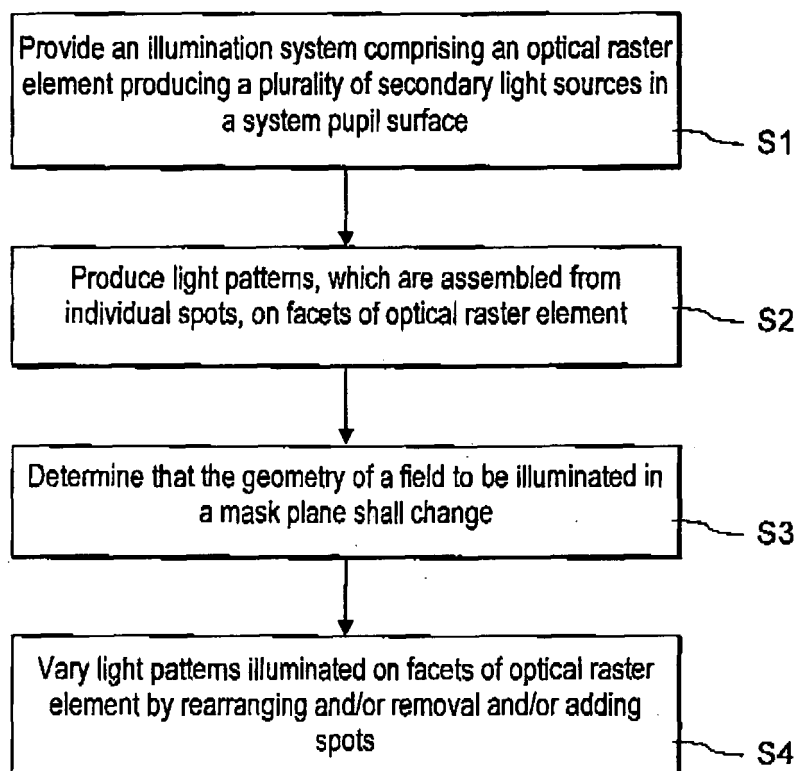 Provide an illumination system comprising an optical raster
element producing a plurality of secondary light sources in
a system pupil surface
S1
Produce light patterns, which are assembled from
individual spots, on facets of optical raster element
S2
Determine that the geometry of a field to be illuminated in
a mask plane shall change
S3
Vary light patterns illuminated on facets of optical raster
element by rearranging and/or removal and/or adding
spots
S4